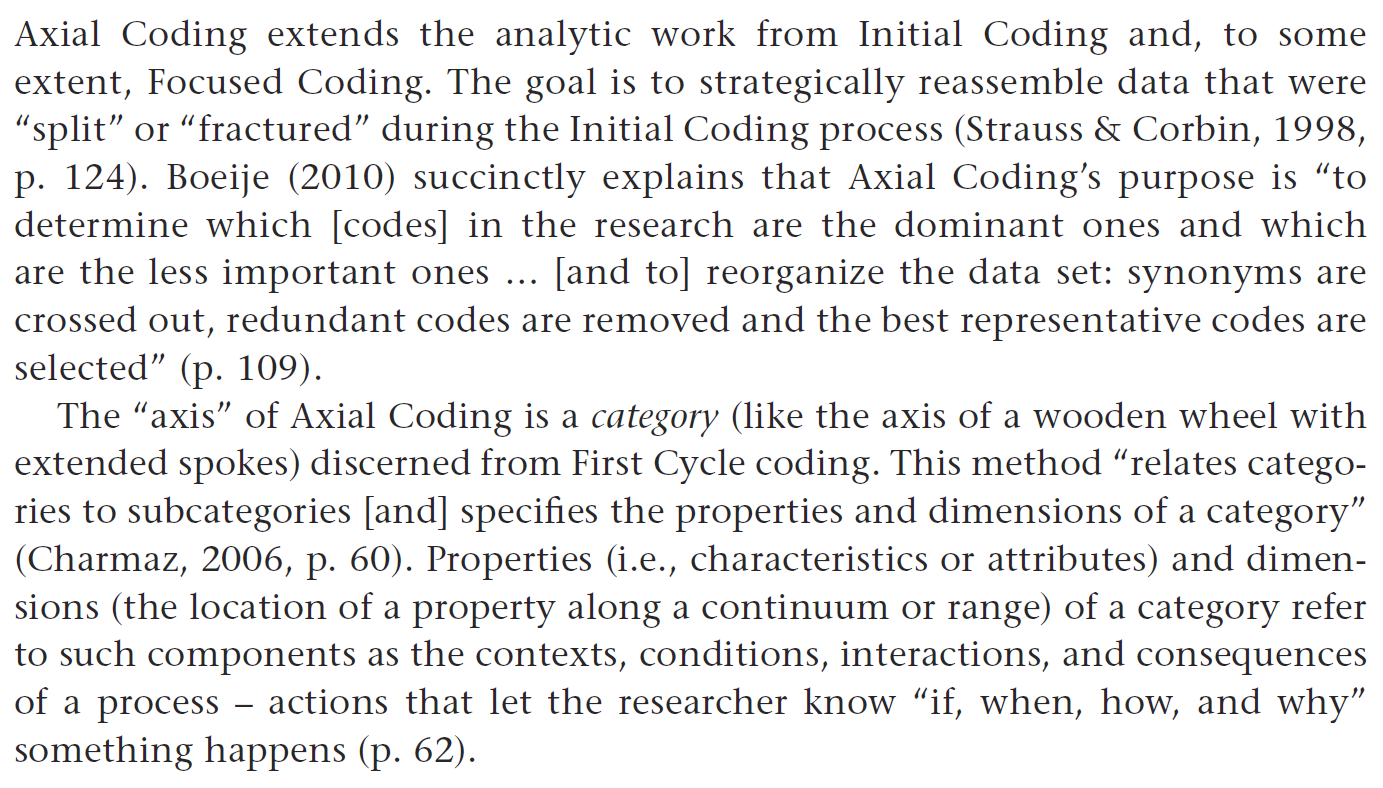 Axial Coding extends the analytic work from Initial Coding and, to some
extent, Focused Coding. The goal is to strategically reassemble data that were
“split” or “fractured” during the Initial Coding process (Strauss & Corbin, 1998,
p. 124). Boeije (2010) succinctly explains that Axial Coding’s purpose is “to
determine which [codes] in the research are the dominant ones and which
are the less important ones … [and to] reorganize the data set: synonyms are
crossed out, redundant codes are removed and the best representative codes are
selected” (p. 109).
The “axis” of Axial Coding is a category (like the axis of a wooden wheel with
extended spokes) discerned from First Cycle coding. This method “relates catego-
ries to subcategories [and] specifies the properties and dimensions of a category”
(Charmaz, 2006, p. 60). Properties (i.e., characteristics or attributes) and dimen-
sions (the location of a property along a continuum or range) of a category refer
to such components as the contexts, conditions, interactions, and consequences
of a process – actions that let the researcher know “if, when, how, and why”
something happens (p. 62).